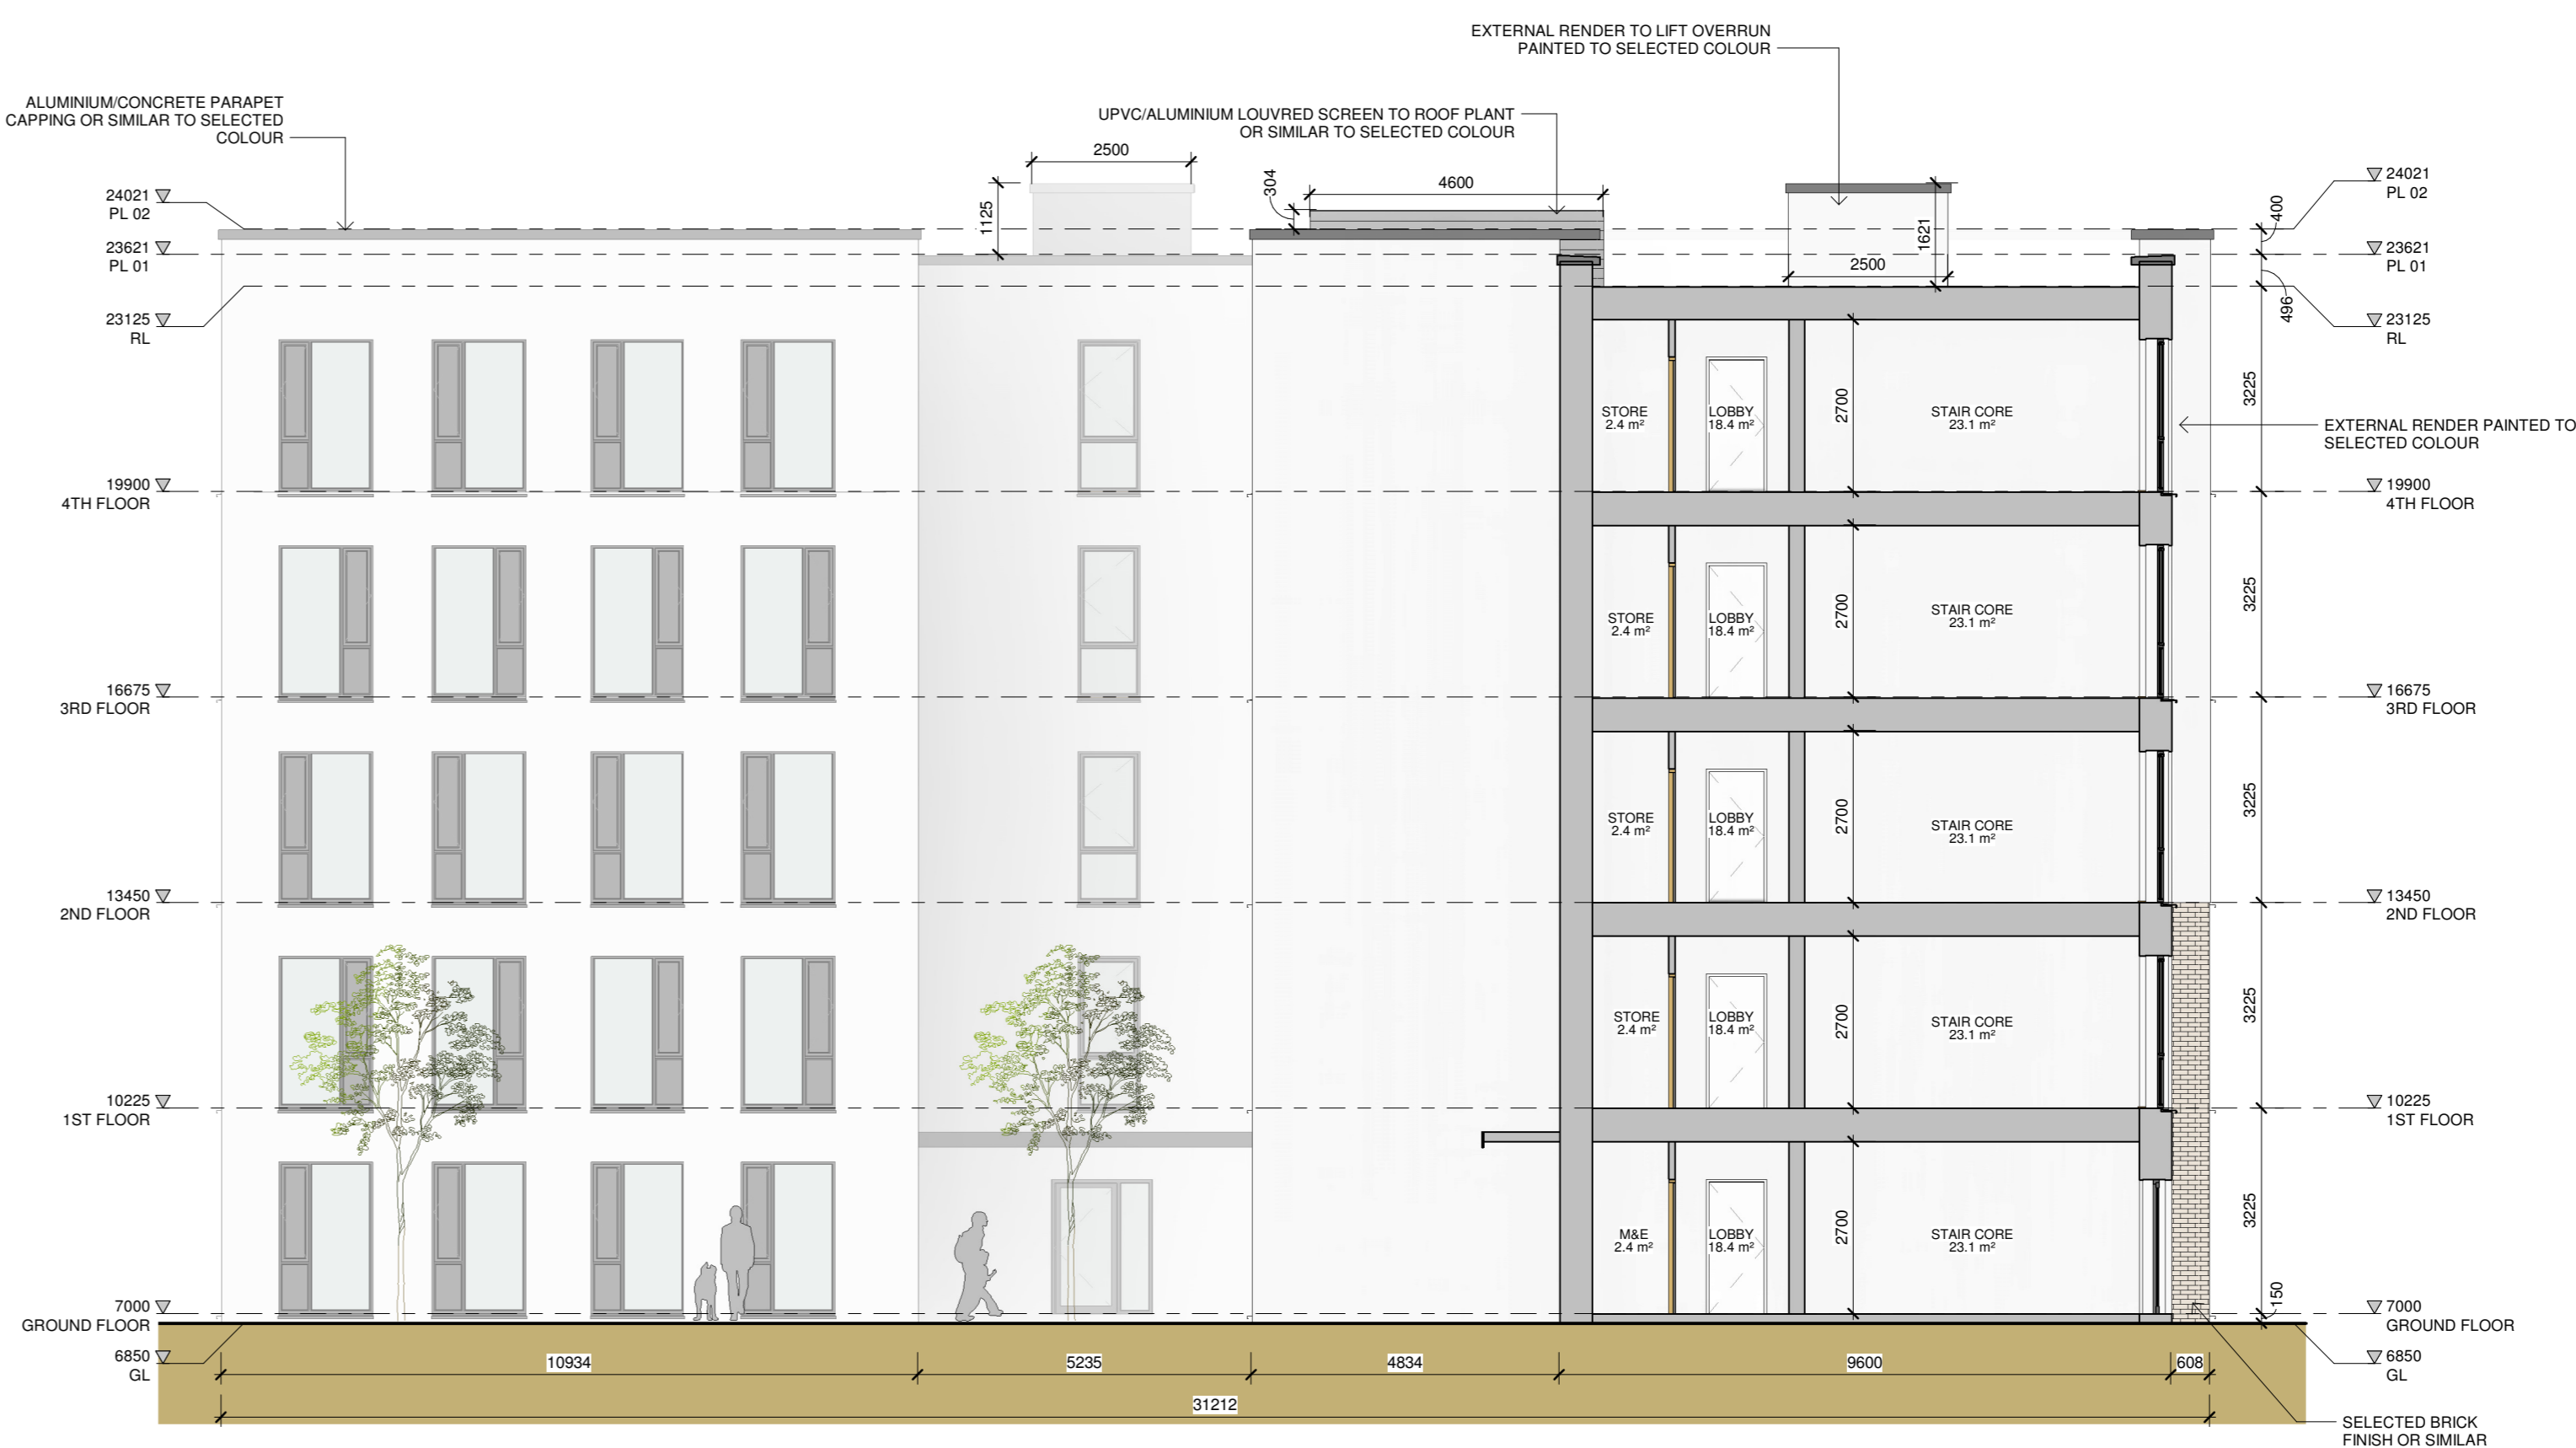 EXTERNAL RENDER TO LIFT OVERRUN
PAINTED TO SELECTED COLOUR
ALUMINIUM/CONCRETE PARAPET
CAPPING OR SIMILAR TO SELECTED
COLOUR
UPVC/ALUMINIUM LOUVRED SCREEN TO ROOF PLANT
OR SIMILAR TO SELECTED COLOUR
2500
1125
304
4600
1621
2500
24021
PL 02
23621
PL 01
23125
RL
19900
4TH FLOOR
16675
3RD FLOOR
13450
2ND FLOOR
10225
1ST FLOOR
7000
GROUND FLOOR
6850
GL
STORE
2.4 m²
LOBBY
18.4 m²
2700
STAIR CORE
23.1 m²
STORE
2.4 m²
LOBBY
18.4 m²
2700
STAIR CORE
23.1 m²
STORE
2.4 m²
LOBBY
18.4 m²
2700
STAIR CORE
23.1 m²
STORE
2.4 m²
LOBBY
18.4 m²
2700
STAIR CORE
23.1 m²
M&E
2.4 m²
LOBBY
18.4 m²
2700
STAIR CORE
23.1 m²
400
496
3225
3225
3225
3225
3225
150
24021
PL 02
23621
PL 01
23125
RL
EXTERNAL RENDER PAINTED TO
SELECTED COLOUR
19900
4TH FLOOR
16675
3RD FLOOR
13450
2ND FLOOR
10225
1ST FLOOR
7000
GROUND FLOOR
6850
GL
10934
5235
4834
9600
608
31212
SELECTED BRICK
FINISH OR SIMILAR